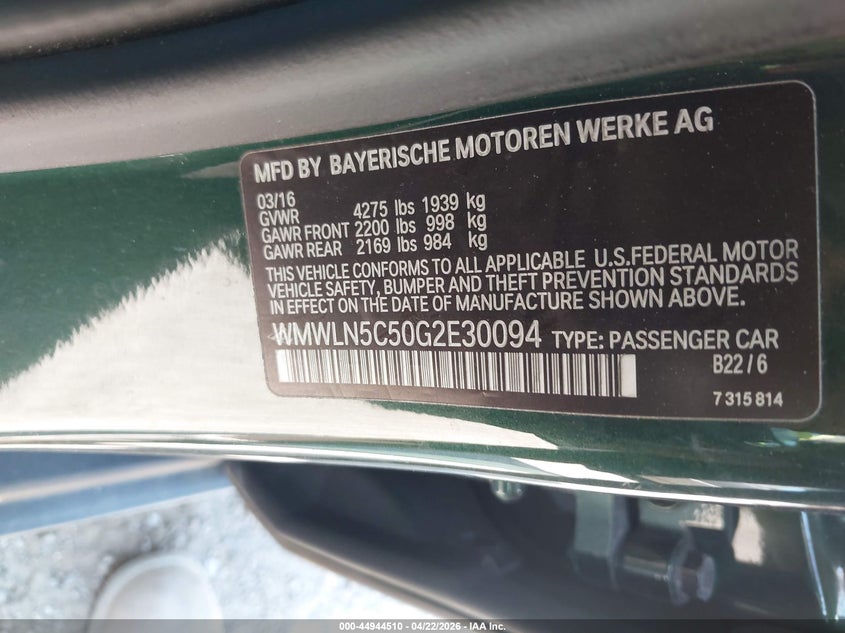 MFD BY BAYERISCHE MOTOREN WERKE AG
03/16
GVWR 4275 lbs 1939 kg
GAWR FRONT 2200 lbs 998 kg
GAWR REAR 2169 lbs 984 kg
THIS VEHICLE CONFORMS TO ALL APPLICABLE U.S.FEDERAL MOTOR
VEHICLE SAFETY, BUMPER AND THEFT PREVENTION STANDARDS
IN EFFECT ON THE DATE OF MANUFACTURE SHOWN ABOVE.
WMWLN5C50G2E30094 TYPE: PASSENGER CAR
B22/6
7 315 814
000-44944510 04/22/2026 IAA, Inc.